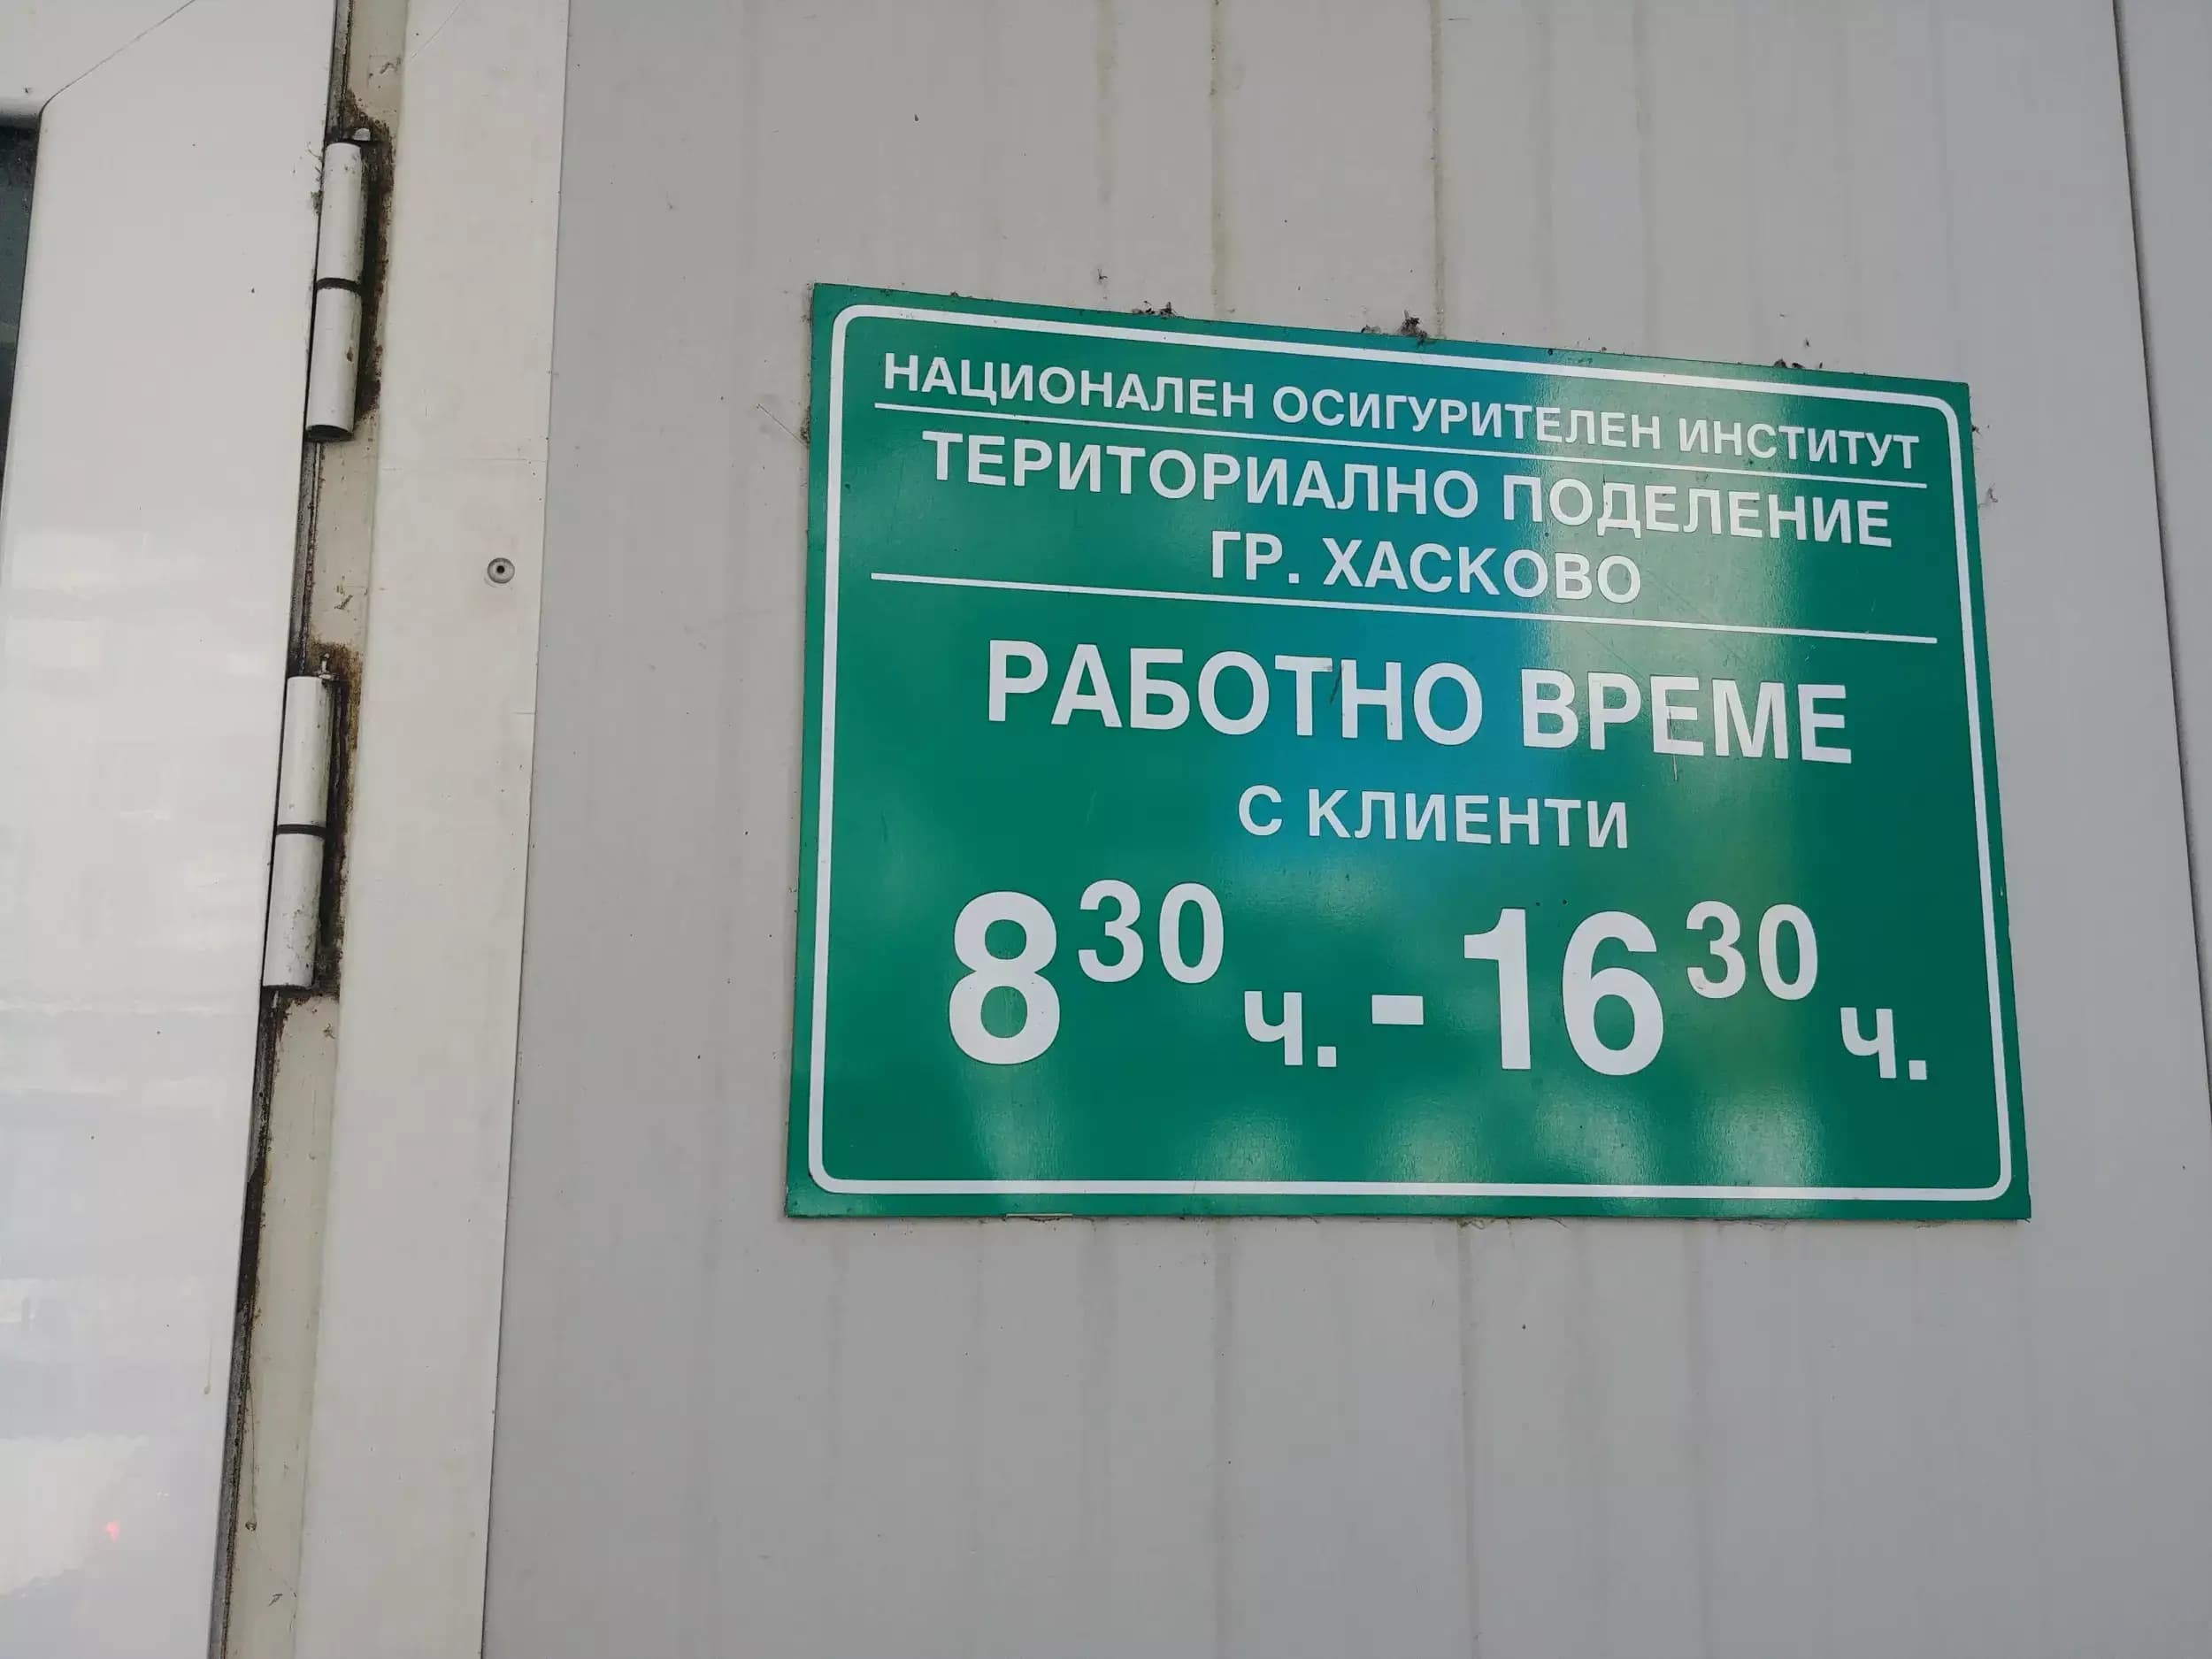 НАЦИОНАЛЕН ОСИГУРИТЕЛЕН ИНСТИТУТ
ТЕРИТОРИАЛНО ПОДЕЛЕНИЕ
ГР. ХАСКОВО
РАБОТНО ВРЕМЕ
С КЛИЕНТИ
8³⁰ ч. - 16³⁰ ч.